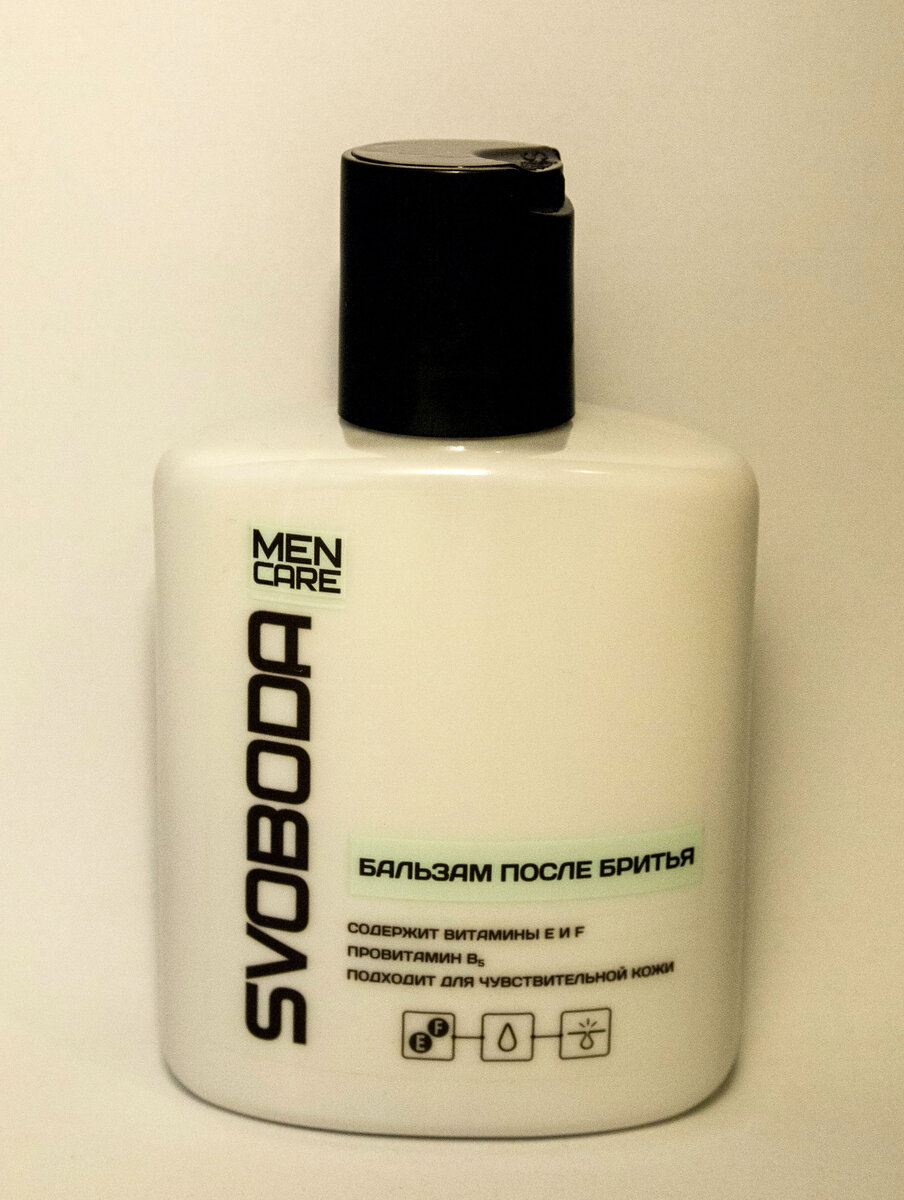 MEN
CARE
SVOBODA
БАЛЬЗАМ ПОСЛЕ БРИТЬЯ
СОДЕРЖИТ ВИТАМИНЫ E И F
ПРОВИТАМИН B₅
ПОДХОДИТ ДЛЯ ЧУВСТВИТЕЛЬНОЙ КОЖИ
E F